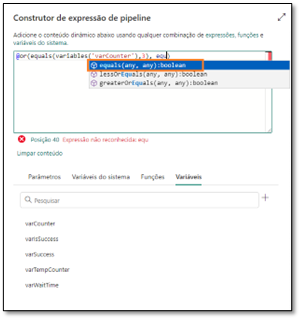 Construtor de expressão de pipeline
Adicione o conteúdo dinâmico abaixo usando qualquer combinação de expressões, funções e
variáveis do sistema.
@or(equals(variables('varCounter'),3), equ)
equals(any, any):boolean
lessOrEquals(any, any):boolean
greaterOrEquals(any, any):boolean
Posição 40 Expressão não reconhecida: equ
Limpar conteúdo
Parâmetros Variáveis do sistema Funções Variáveis
Pesquisar
varCounter
varIsSuccess
varSuccess
varTempCounter
varWaitTime